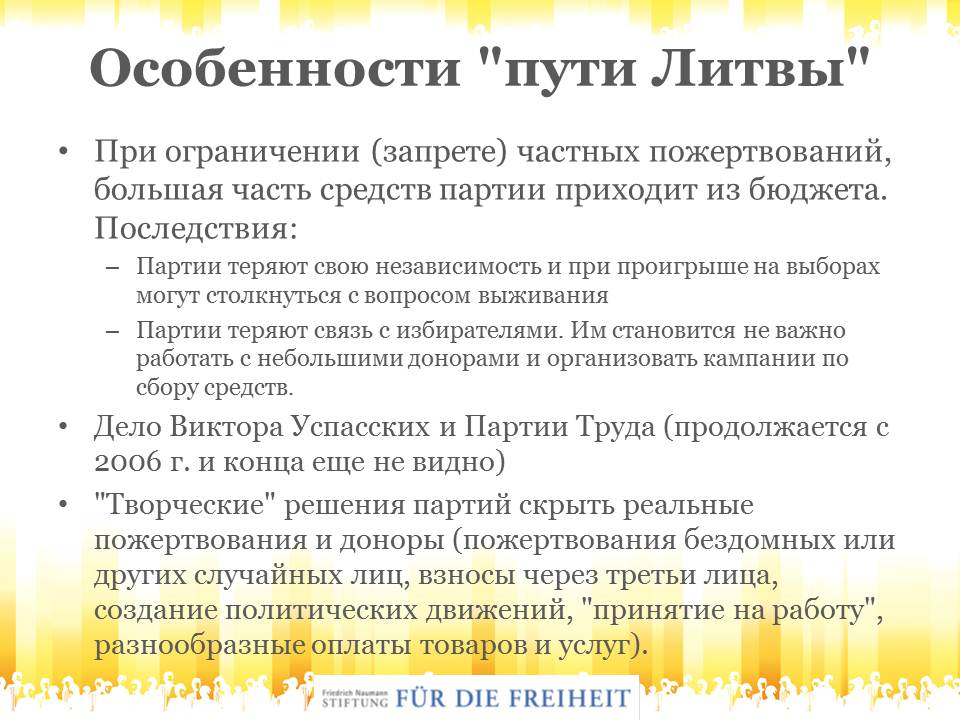 Особенности "пути Литвы"
• При ограничении (запрете) частных пожертвований,
большая часть средств партии приходит из бюджета.
Последствия:
– Партии теряют свою независимость и при проигрыше на выборах
могут столкнуться с вопросом выживания
– Партии теряют связь с избирателями. Им становится не важно
работать с небольшими донорами и организовать кампании по
сбору средств.
• Дело Виктора Успасских и Партии Труда (продолжается с
2006 г. и конца еще не видно)
• "Творческие" решения партий скрыть реальные
пожертвования и доноры (пожертвования бездомных или
других случайных лиц, взносы через третьи лица,
создание политических движений, "принятие на работу",
разнообразные оплаты товаров и услуг).
Friedrich Naumann
STIFTUNG FÜR DIE FREIHEIT